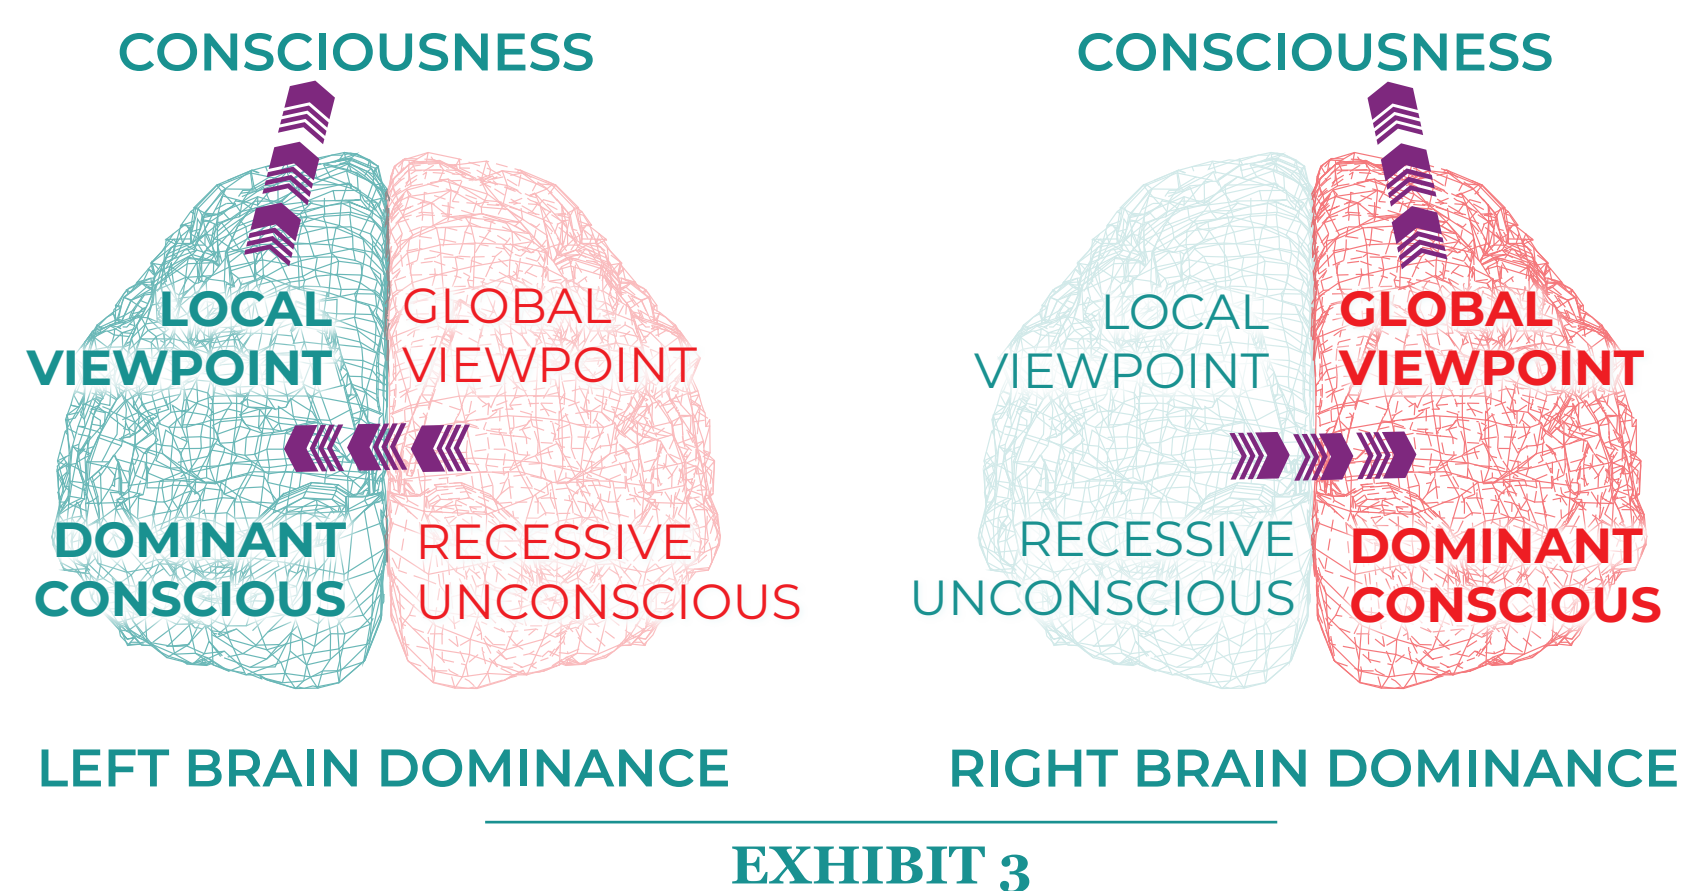 CONSCIOUSNESS
LOCAL
VIEWPOINT
GLOBAL
VIEWPOINT
DOMINANT
CONSCIOUS
RECESSIVE
UNCONSCIOUS
LEFT BRAIN DOMINANCE
CONSCIOUSNESS
LOCAL
VIEWPOINT
GLOBAL
VIEWPOINT
RECESSIVE
UNCONSCIOUS
DOMINANT
CONSCIOUS
RIGHT BRAIN DOMINANCE
EXHIBIT 3